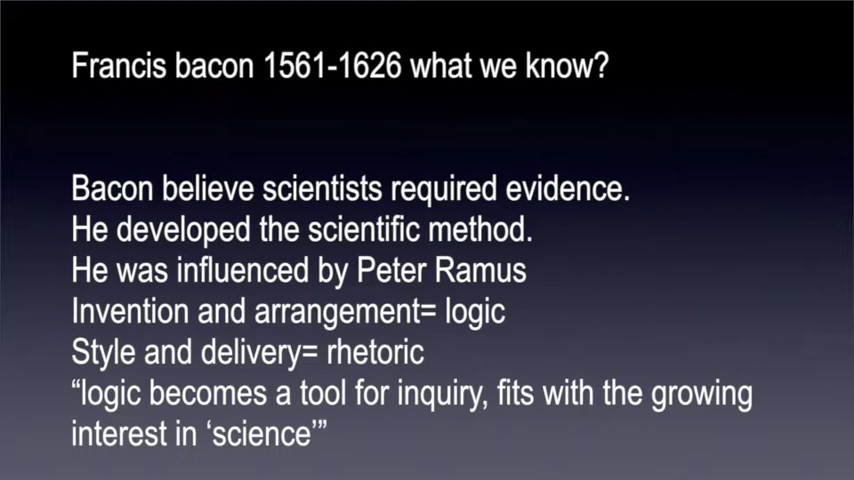 Francis bacon 1561-1626 what we know?
Bacon believe scientists required evidence.
He developed the scientific method.
He was influenced by Peter Ramus
Invention and arrangement= logic
Style and delivery= rhetoric
“logic becomes a tool for inquiry, fits with the growing
interest in ‘science’”